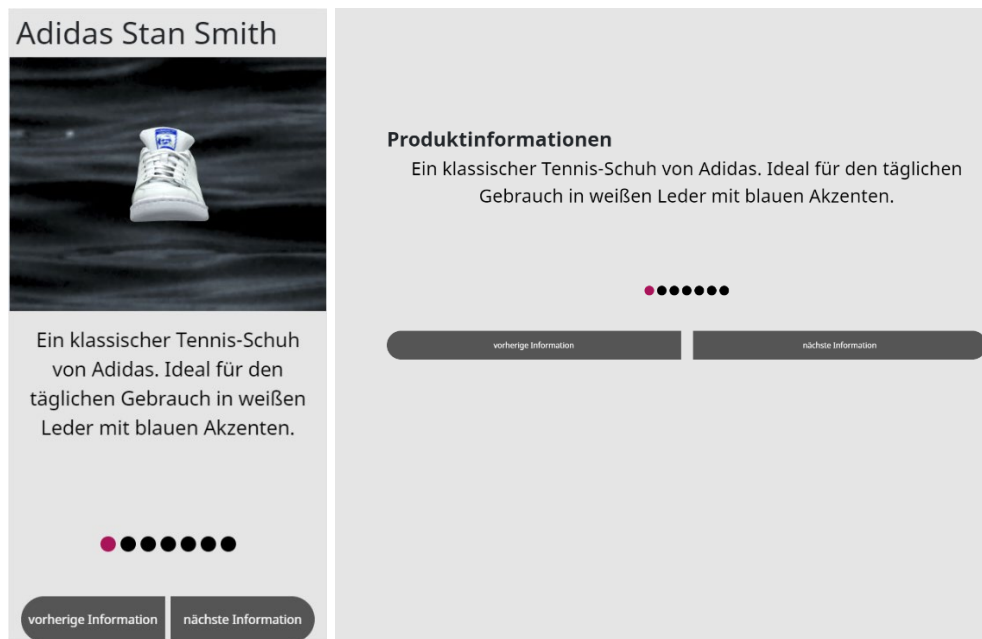 Adidas Stan Smith
Ein klassischer Tennis-Schuh
von Adidas. Ideal für den
täglichen Gebrauch in weißen
Leder mit blauen Akzenten.
vorherige Information
nächste Information
Produktinformationen
Ein klassischer Tennis-Schuh von Adidas. Ideal für den täglichen
Gebrauch in weißen Leder mit blauen Akzenten.
vorherige Information
nächste Information